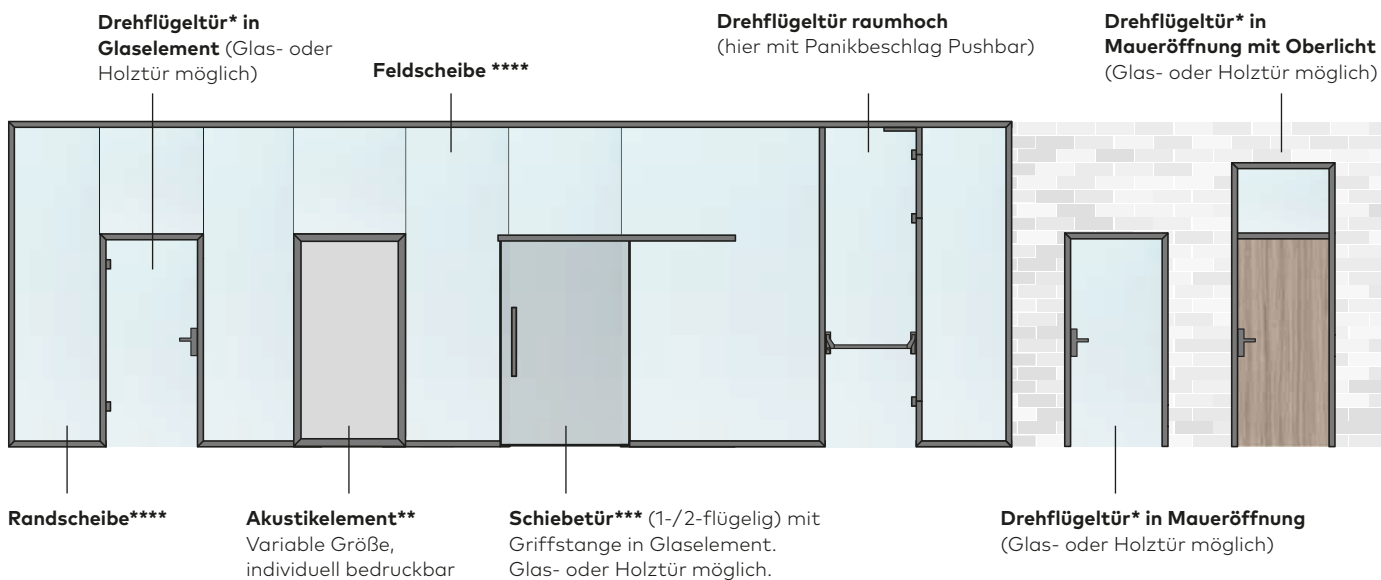 Drehflügeltür* in
Glaselement (Glas- oder
Holztür möglich)
Feldscheibe ****
Drehflügeltür raumhoch
(hier mit Panikbeschlag Pushbar)
Drehflügeltür* in
Maueröffnung mit Oberlicht
(Glas- oder Holztür möglich)
Randscheibe****
Akustikelement**
Variable Größe,
individuell bedruckbar
Schiebetür*** (1-/2-flügelig) mit
Griffstange in Glaselement.
Glas- oder Holztür möglich.
Drehflügeltür* in Maueröffnung
(Glas- oder Holztür möglich)